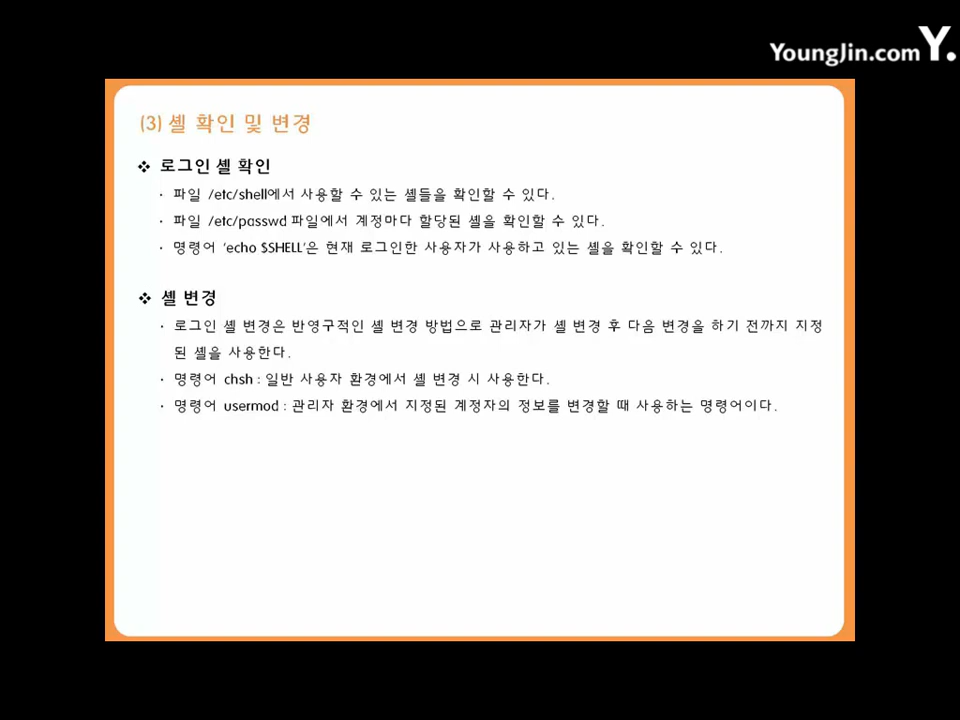 YoungJin.com Y.
(3) 셸 확인 및 변경
❖ 로그인 셸 확인
· 파일 /etc/shell에서 사용할 수 있는 셸들을 확인할 수 있다.
· 파일 /etc/passwd 파일에서 계정마다 할당된 셸을 확인할 수 있다.
· 명령어 'echo $SHELL'은 현재 로그인한 사용자가 사용하고 있는 셸을 확인할 수 있다.
❖ 셸 변경
· 로그인 셸 변경은 반영구적인 셸 변경 방법으로 관리자가 셸 변경 후 다음 변경을 하기 전까지 지정
된 셸을 사용한다.
· 명령어 chsh : 일반 사용자 환경에서 셸 변경 시 사용한다.
· 명령어 usermod : 관리자 환경에서 지정된 계정자의 정보를 변경할 때 사용하는 명령어이다.